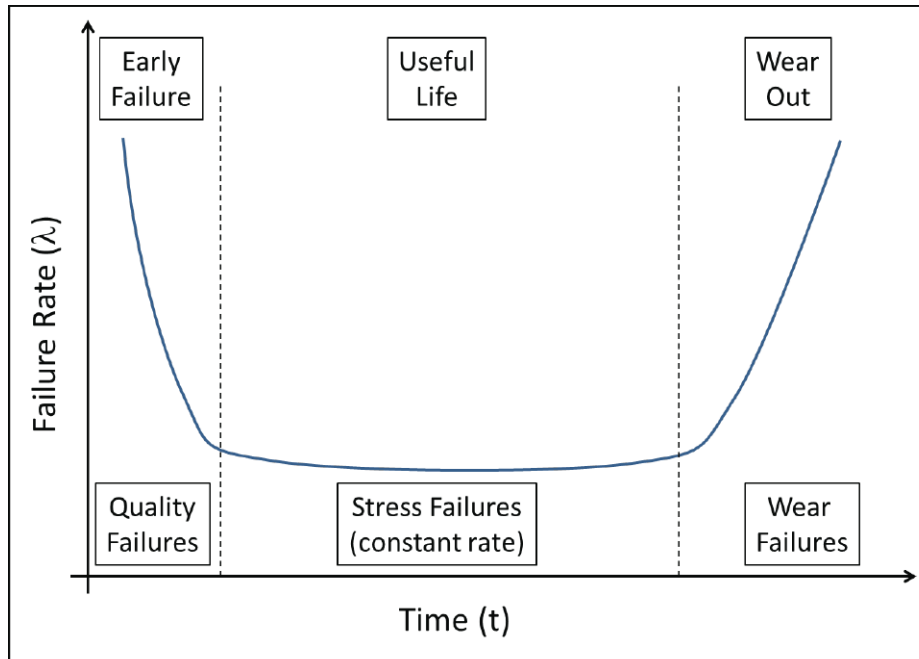 Early
Failure
Useful
Life
Wear
Out
Failure Rate (λ)
Quality
Failures
Stress Failures
(constant rate)
Wear
Failures
Time (t)